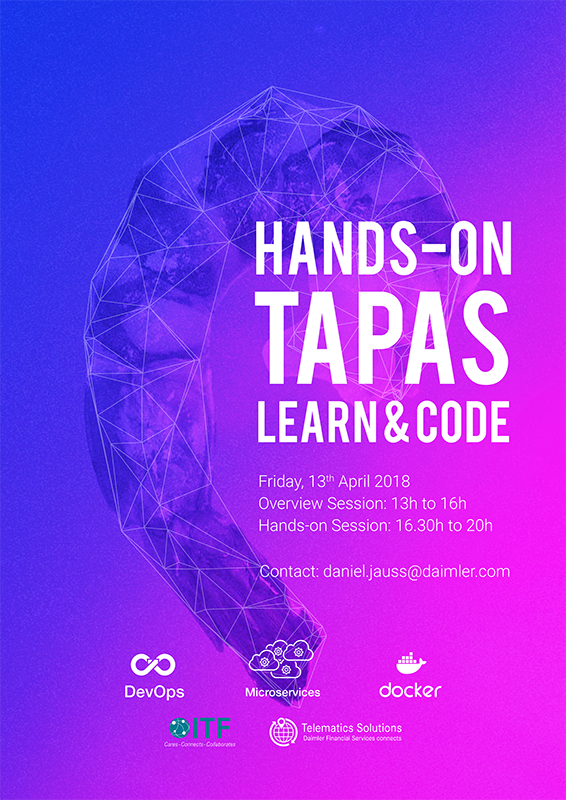 HANDS-ON
TAPAS
LEARN & CODE
Friday, 13th April 2018
Overview Session: 13h to 16h
Hands-on Session: 16.30h to 20h
Contact: daniel.jauss@daimler.com
DevOps
Microservices
docker
ITF
Cares - Connects - Collaborates
Telematics Solutions
Daimler Financial Services connects